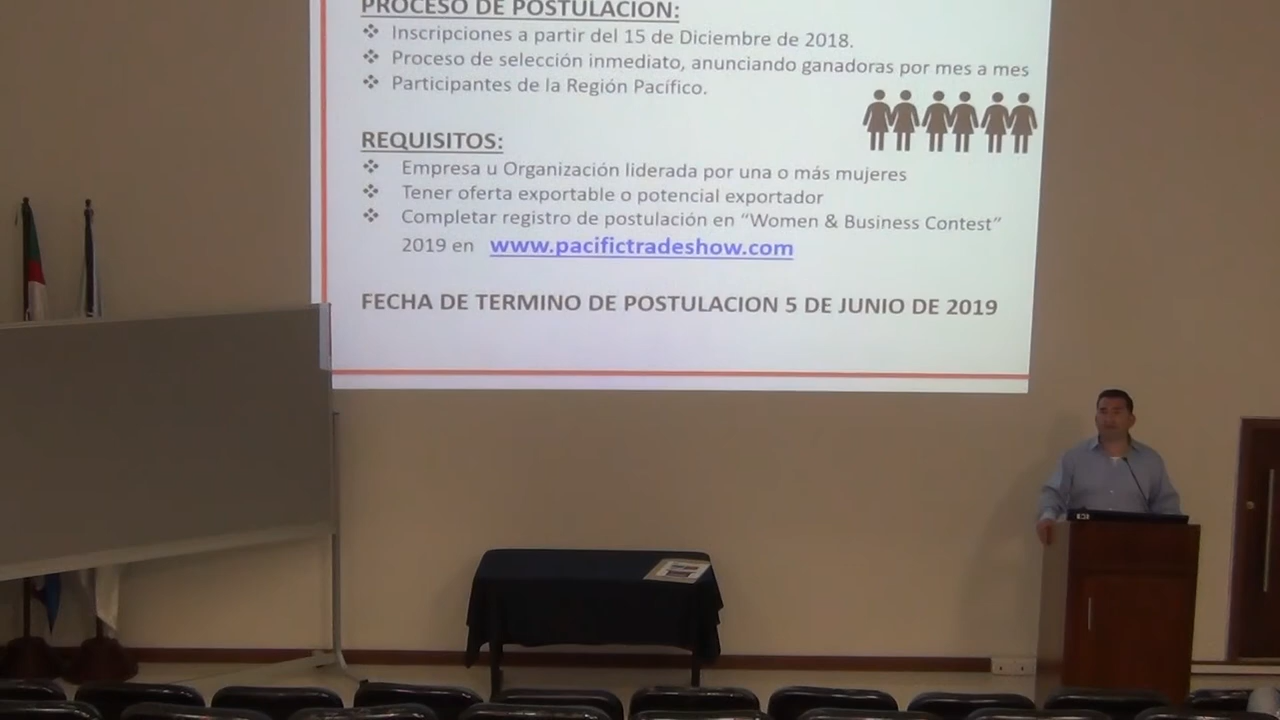 PROCESO DE POSTULACION:
❖ Inscripciones a partir del 15 de Diciembre de 2018.
❖ Proceso de selección inmediato, anunciando ganadoras por mes a mes
❖ Participantes de la Región Pacífico.
REQUISITOS:
❖ Empresa u Organización liderada por una o más mujeres
❖ Tener oferta exportable o potencial exportador
❖ Completar registro de postulación en “Women & Business Contest”
2019 en www.pacifictradeshow.com
FECHA DE TERMINO DE POSTULACION 5 DE JUNIO DE 2019